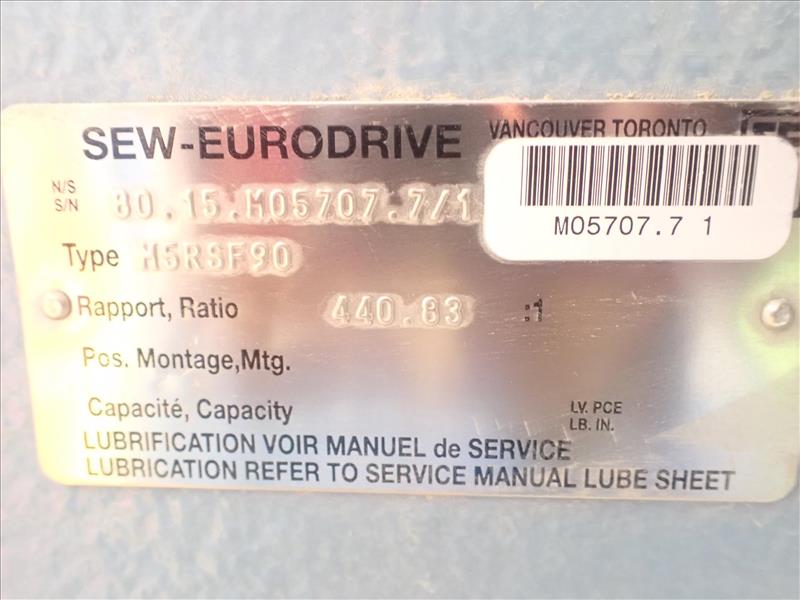 SEW-EURODRIVE VANCOUVER TORONTO
N/S
S/N 80.15.M05707.7/1
M05707.7 1
Type M5RSF90
Rapport, Ratio 440.83 :1
Pos. Montage,Mtg.
Capacité, Capacity LV. PCE
LB. IN.
LUBRIFICATION VOIR MANUEL de SERVICE
LUBRICATION REFER TO SERVICE MANUAL LUBE SHEET